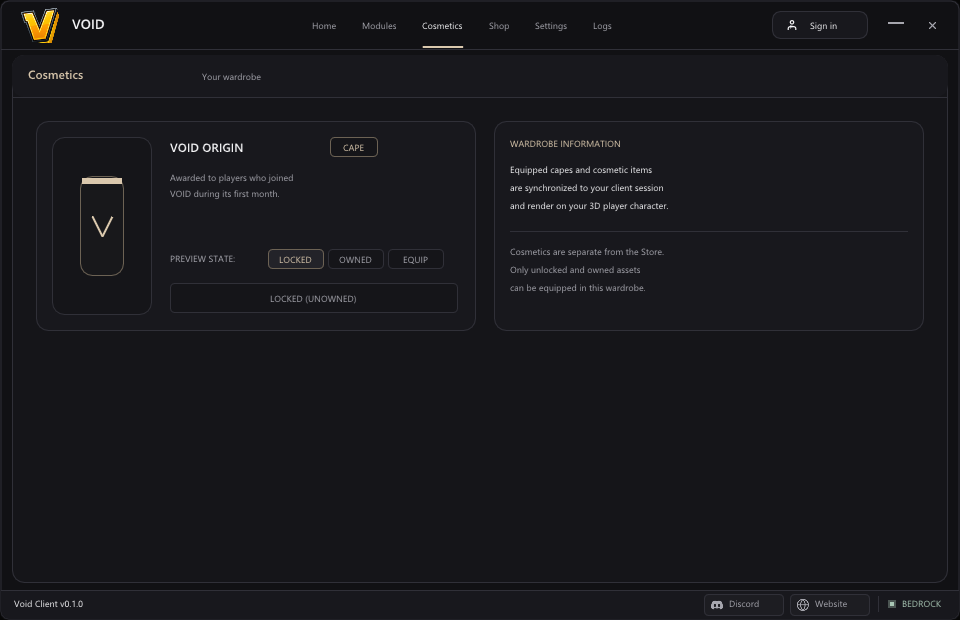 VOID
Home Modules Cosmetics Shop Settings Logs
Sign in
Cosmetics
Your wardrobe
VOID ORIGIN
CAPE
Awarded to players who joined
VOID during its first month.
PREVIEW STATE:
LOCKED OWNED EQUIP
LOCKED (UNOWNED)
WARDROBE INFORMATION
Equipped capes and cosmetic items
are synchronized to your client session
and render on your 3D player character.
Cosmetics are separate from the Store.
Only unlocked and owned assets
can be equipped in this wardrobe.
Void Client v0.1.0
Discord
Website
BEDROCK